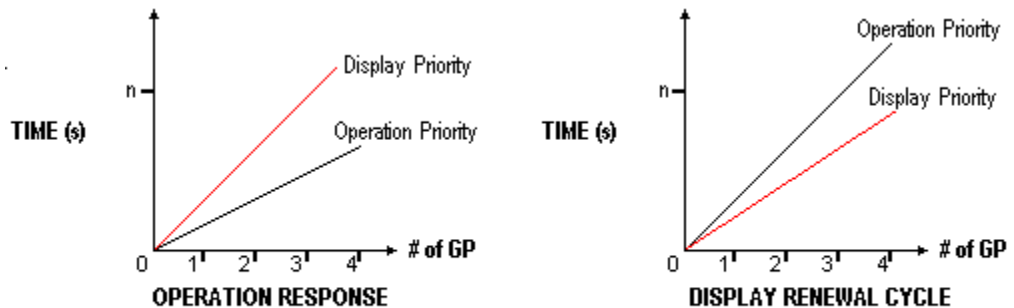 Display Priority
n
TIME (s)
Operation Priority
# of GP
0 1 2 3 4
OPERATION RESPONSE
Operation Priority
n
Display Priority
TIME (s)
# of GP
0 1 2 3 4
DISPLAY RENEWAL CYCLE